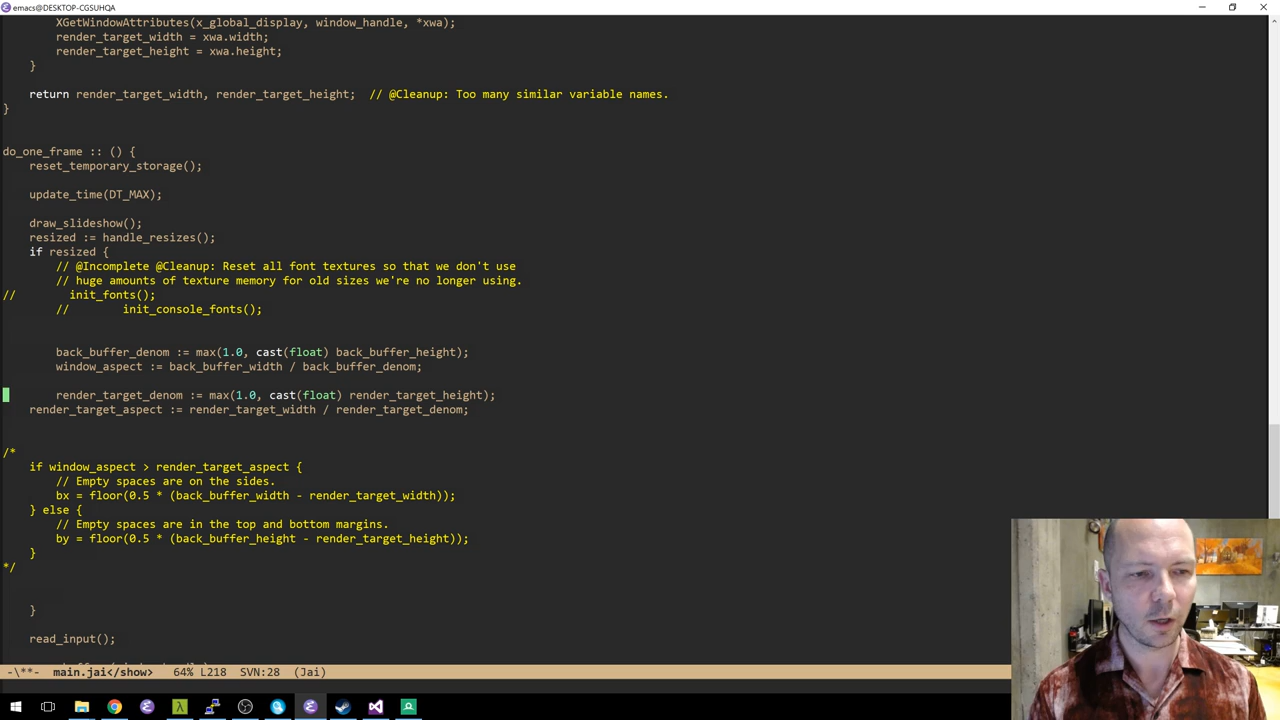 emacs@DESKTOP-CGSUHQA
XGetWindowAttributes(x_global_display, window_handle, *xwa);
render_target_width = xwa.width;
render_target_height = xwa.height;
}
return render_target_width, render_target_height;  // @Cleanup: Too many similar variable names.
}
do_one_frame :: () {
reset_temporary_storage();
update_time(DT_MAX);
draw_slideshow();
resized := handle_resizes();
if resized {
// @Incomplete @Cleanup: Reset all font textures so that we don't use
// huge amounts of texture memory for old sizes we're no longer using.
//        init_fonts();
//        init_console_fonts();
back_buffer_denom := max(1.0, cast(float) back_buffer_height);
window_aspect := back_buffer_width / back_buffer_denom;
render_target_denom := max(1.0, cast(float) render_target_height);
render_target_aspect := render_target_width / render_target_denom;
/*
if window_aspect > render_target_aspect {
// Empty spaces are on the sides.
bx = floor(0.5 * (back_buffer_width - render_target_width));
} else {
// Empty spaces are in the top and bottom margins.
by = floor(0.5 * (back_buffer_height - render_target_height));
}
*/
}
read_input();
-\**-  main.jai</show>   64% L218   SVN:28  (Jai)